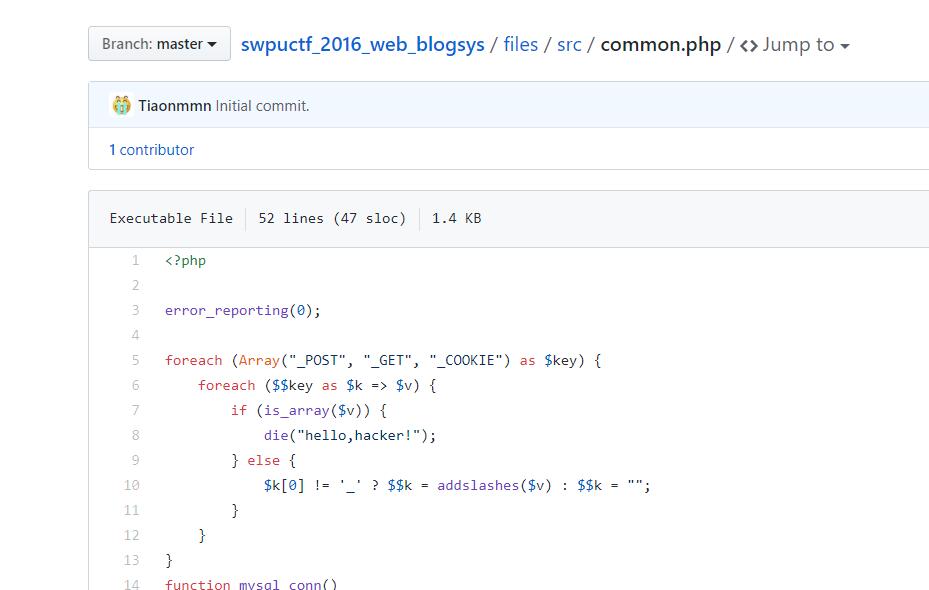 Branch: master swpuctf_2016_web_blogsys / files / src / common.php / <> Jump to
Tiaonmmn Initial commit.
1 contributor
Executable File 52 lines (47 sloc) 1.4 KB
1 <?php
2
3 error_reporting(0);
4
5 foreach (Array("_POST", "_GET", "_COOKIE") as $key) {
6 foreach ($$key as $k => $v) {
7 if (is_array($v)) {
8 die("hello,hacker!");
9 } else {
10 $k[0] != '_' ? $$k = addslashes($v) : $$k = "";
11 }
12 }
13 }
14 function mysql_conn()